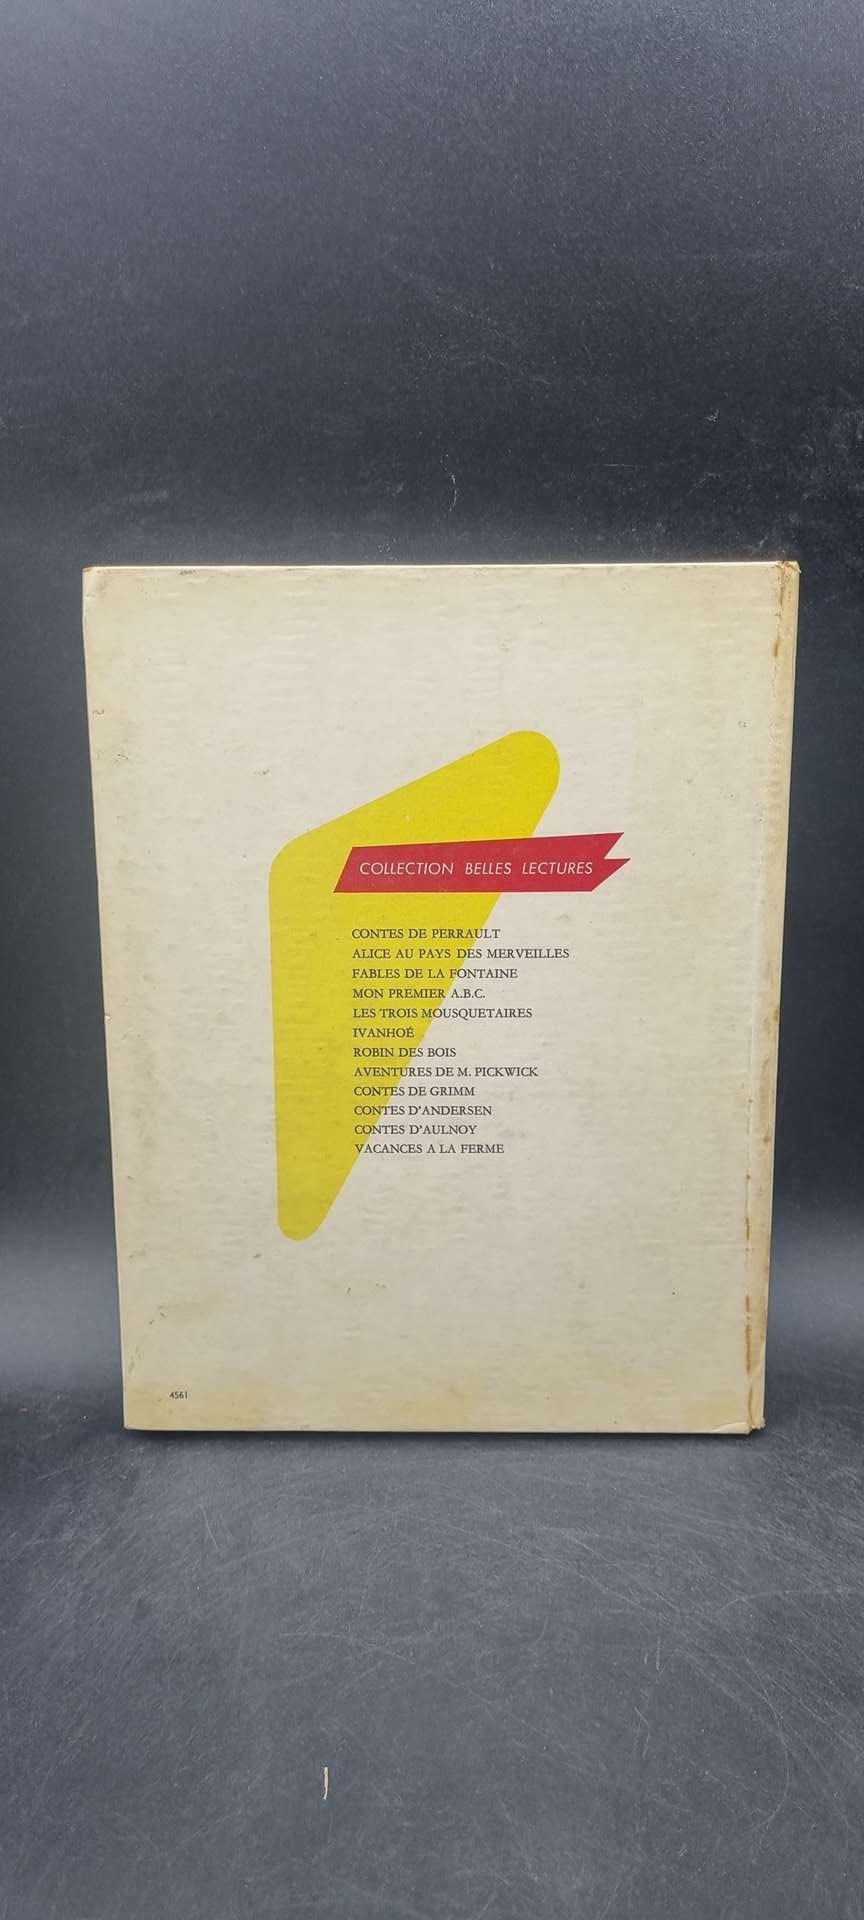 COLLECTION BELLES LECTURES
CONTES DE PERRAULT
ALICE AU PAYS DES MERVEILLES
FABLES DE LA FONTAINE
MON PREMIER A.B.C.
LES TROIS MOUSQUETAIRES
IVANHOÉ
ROBIN DES BOIS
AVENTURES DE M. PICKWICK
CONTES DE GRIMM
CONTES D'ANDERSEN
CONTES D'AULNOY
VACANCES A LA FERME
4561